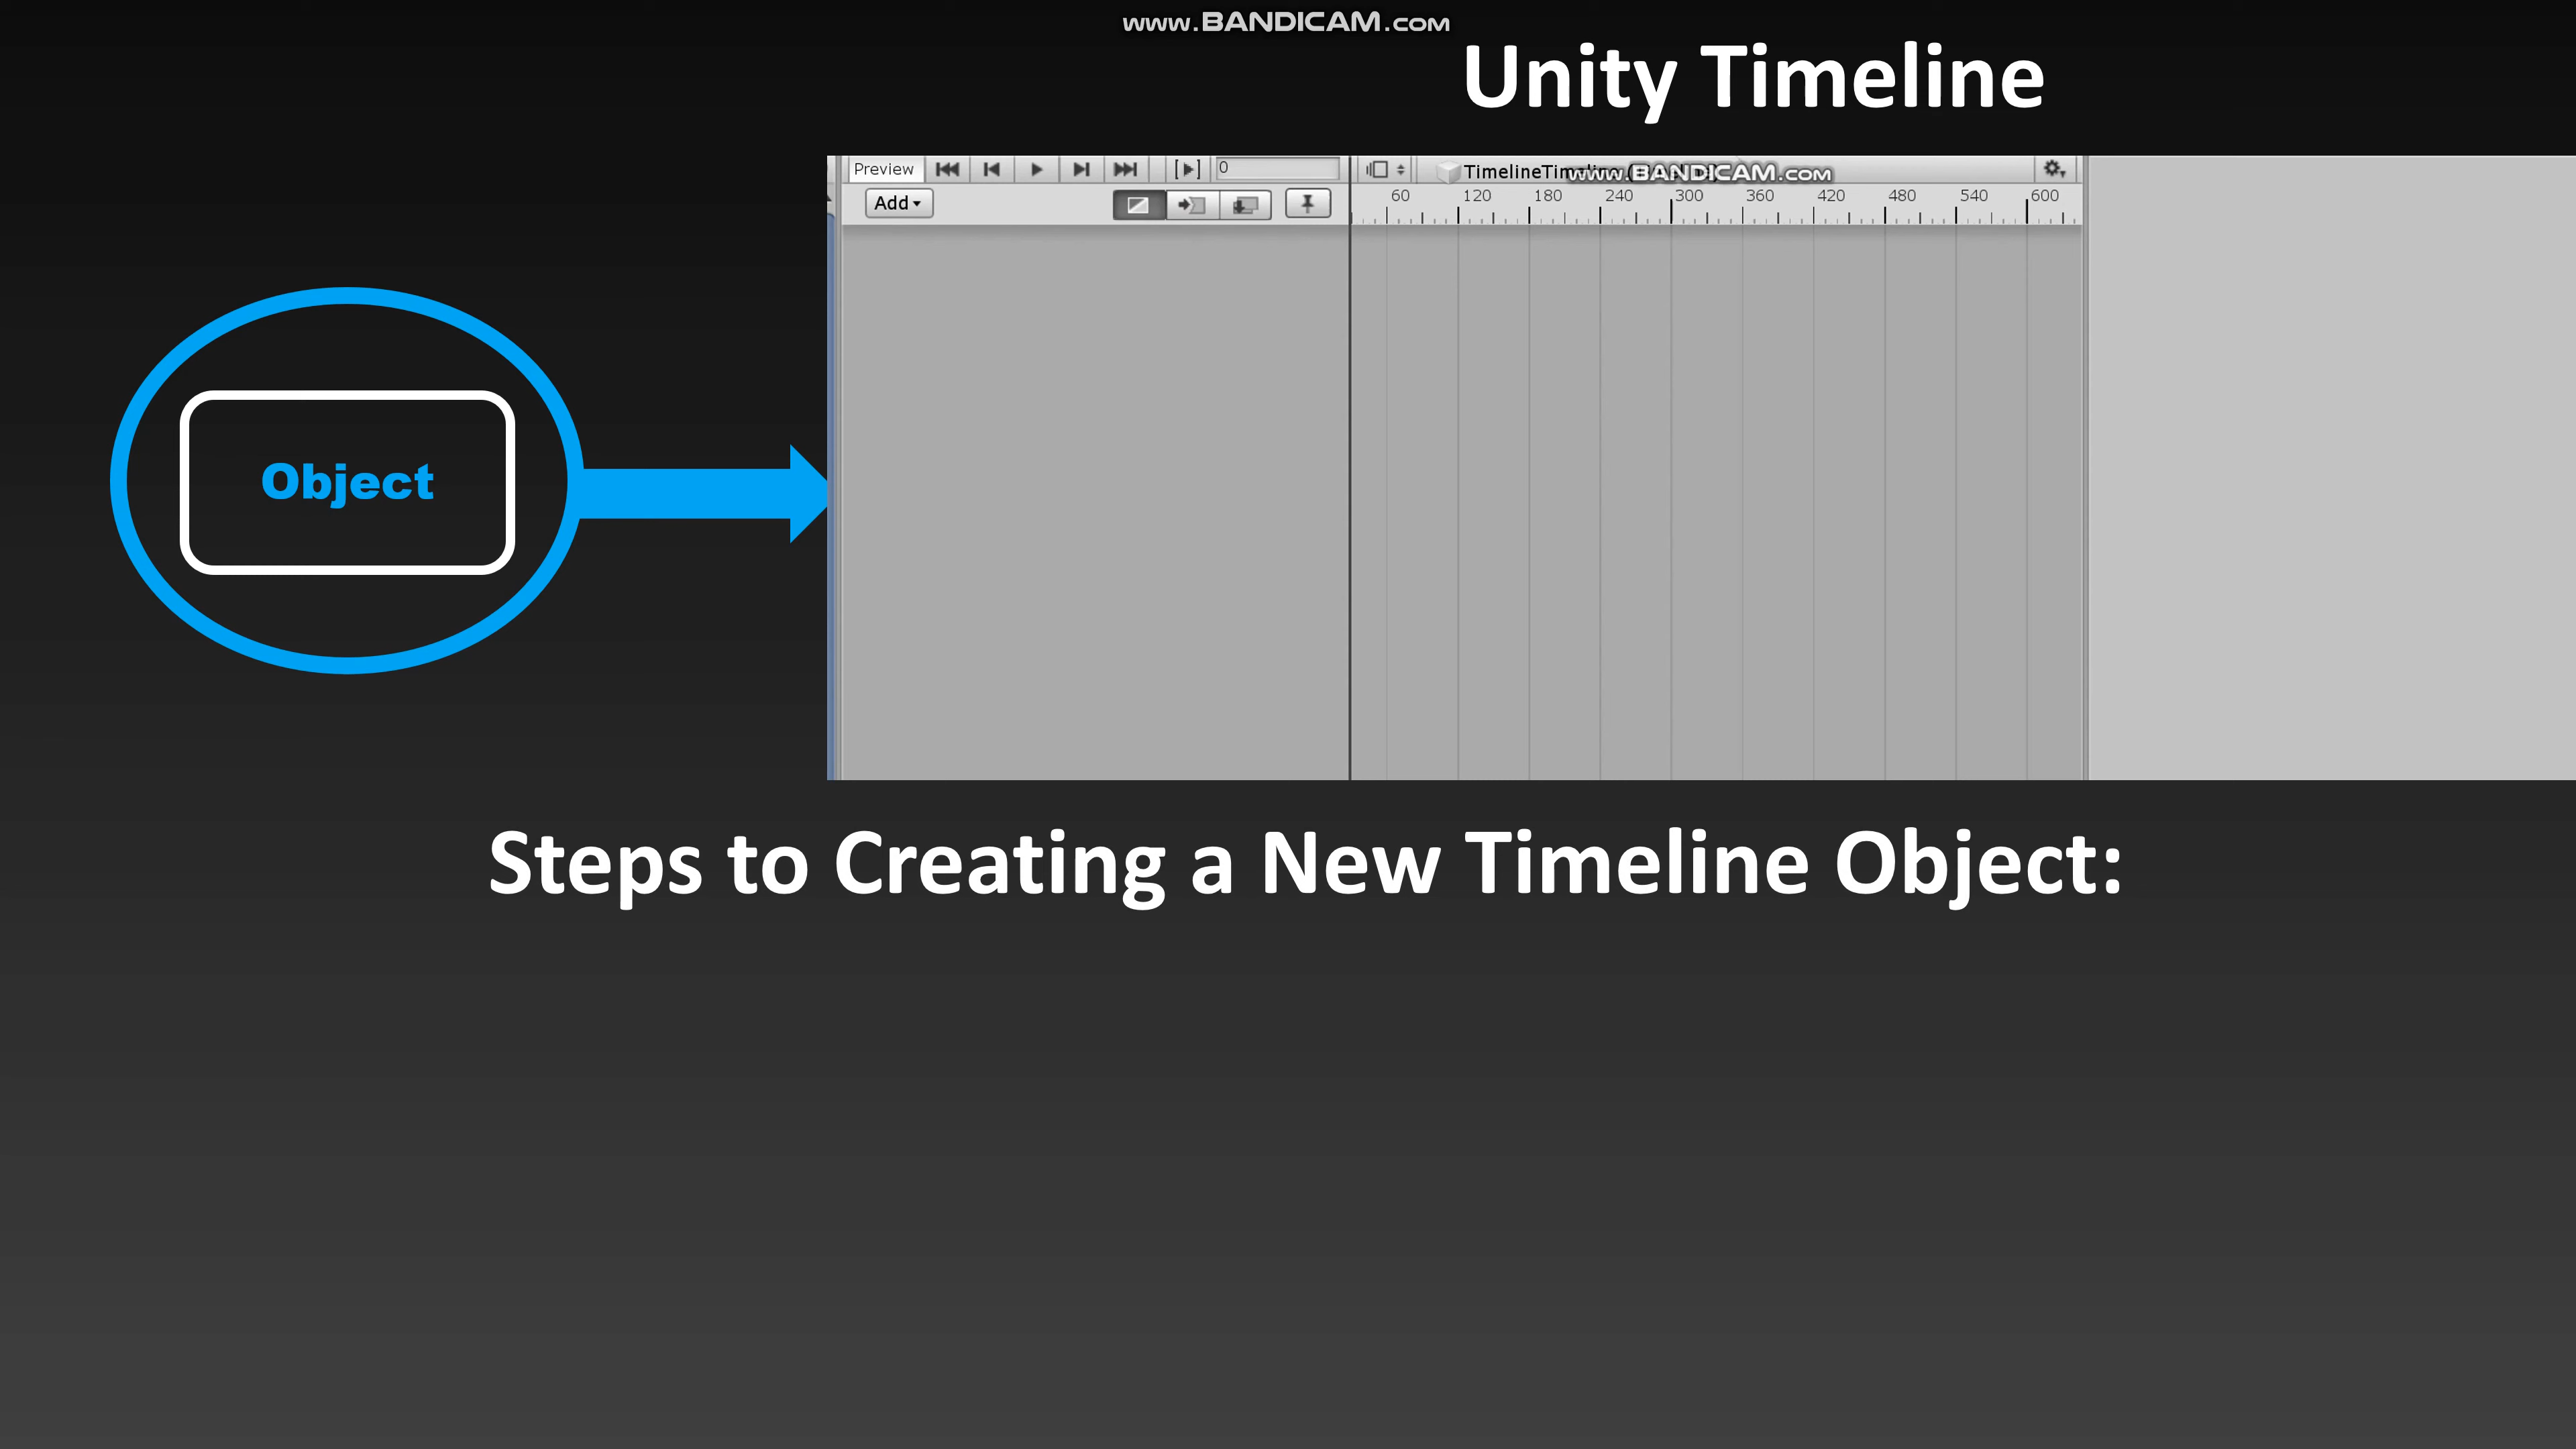 www.BANDICAM.com
Unity Timeline
Preview
0
TimelineTimeline
www.BANDICAM.com
Add
60 120 180 240 300 360 420 480 540 600
Object
Steps to Creating a New Timeline Object: